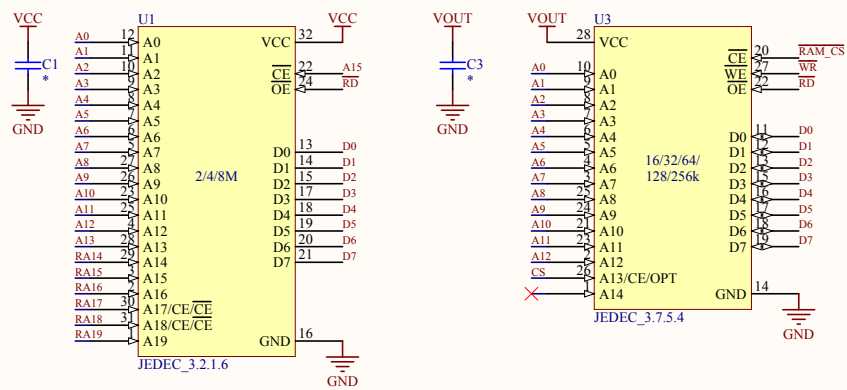 VCC
C1
*
GND
U1
VCC
A0 12 A0
A1 11 A1
A2 10 A2
A3 9 A3
A4 8 A4
A5 7 A5
A6 6 A6
A7 5 A7
A8 27 A8
A9 26 A9
A10 23 A10
A11 25 A11
A12 4 A12
A13 28 A13
RA14 29 A14
RA15 3 A15
RA16 2 A16
RA17 30 A17/CE/CE
RA18 31 A18/CE/CE
RA19 1 A19
VCC 32
CE 22 A15
OE 24 RD
2/4/8M
D0 13 D0
D1 14 D1
D2 15 D2
D3 17 D3
D4 18 D4
D5 19 D5
D6 20 D6
D7 21 D7
GND 16
GND
JEDEC_3.2.1.6
VOUT
C3
*
GND
VOUT
U3
28 VCC
A0 10 A0
A1 9 A1
A2 8 A2
A3 7 A3
A4 6 A4
A5 5 A5
A6 4 A6
A7 3 A7
A8 25 A8
A9 24 A9
A10 21 A10
A11 23 A11
A12 2 A12
CS 26 A13/CE/OPT
1 A14
CE 20 RAM_CS
WE 27 WR
OE 22 RD
16/32/64/
128/256k
D0 11 D0
D1 12 D1
D2 13 D2
D3 15 D3
D4 16 D4
D5 17 D5
D6 18 D6
D7 19 D7
GND 14
GND
JEDEC_3.7.5.4